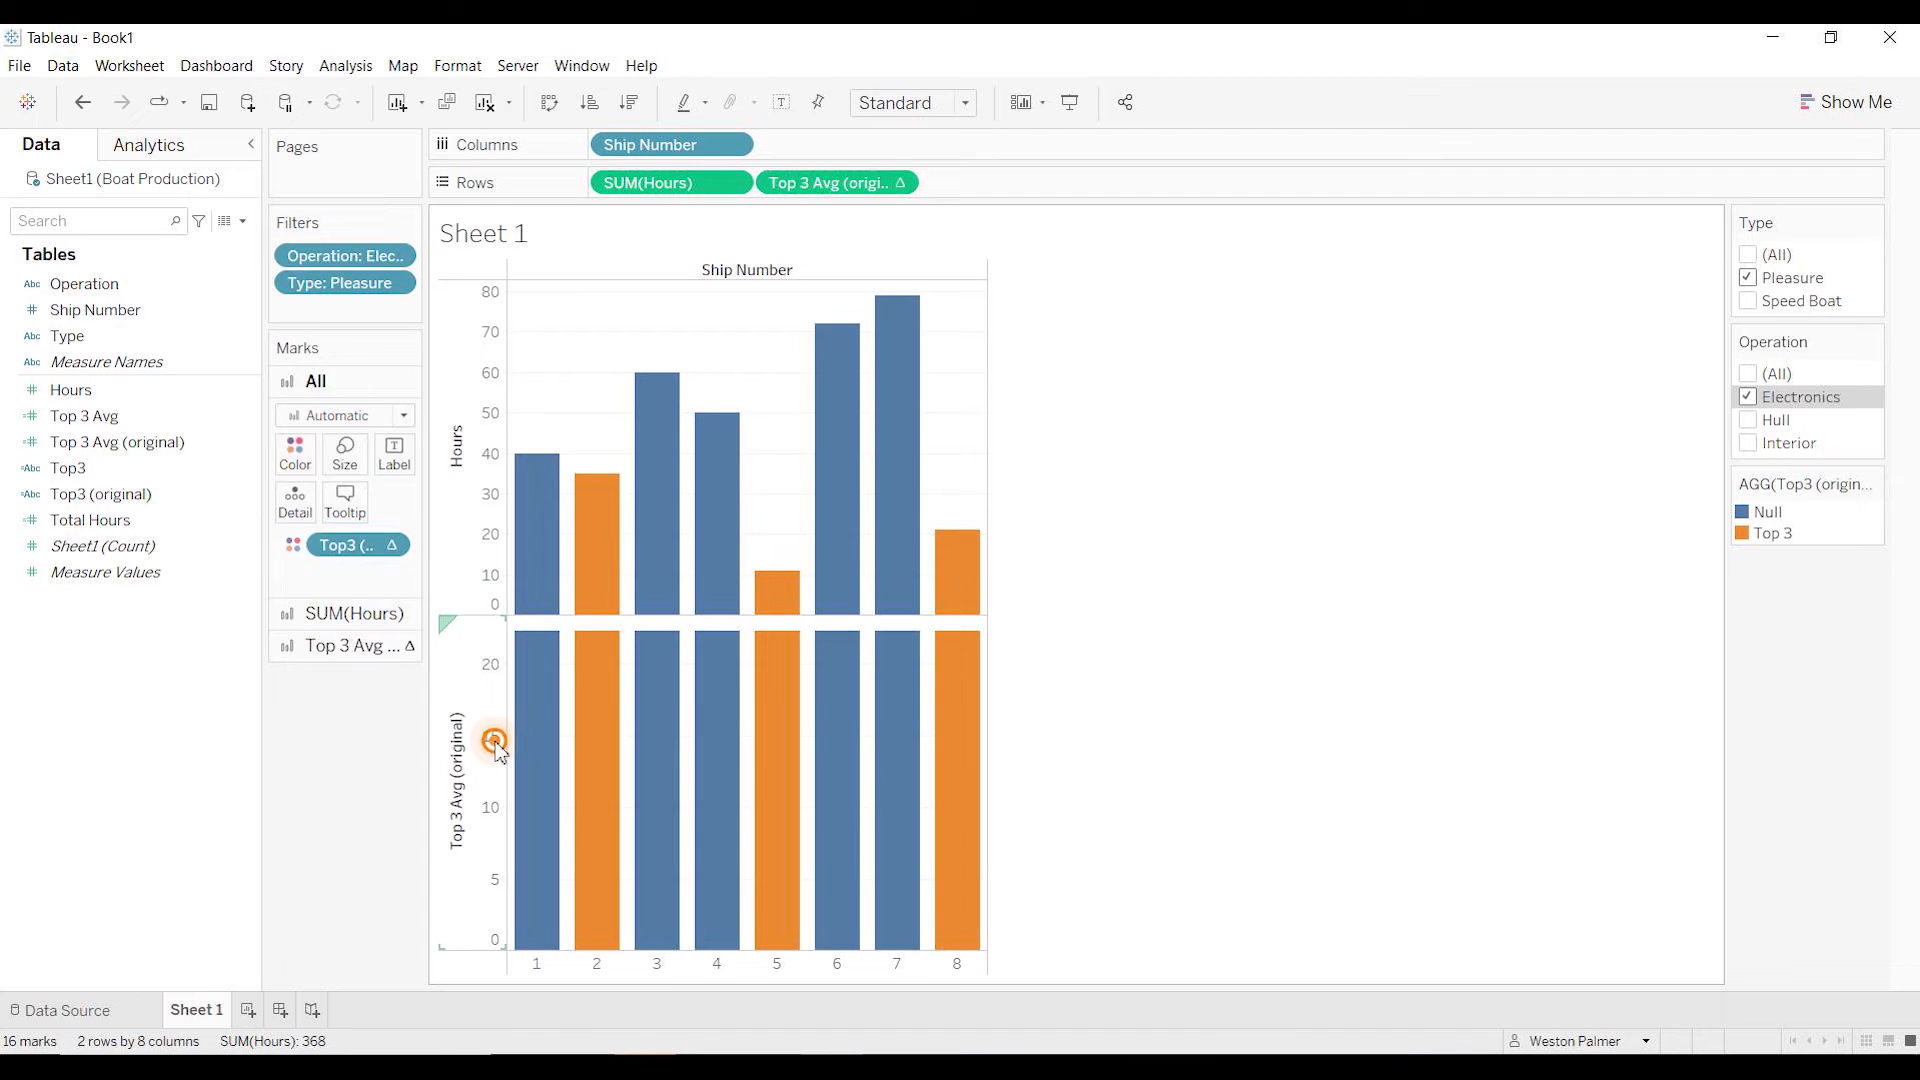 Tableau - Book1
File Data Worksheet Dashboard Story Analysis Map Format Server Window Help
Standard
Show Me
Data
Analytics
Sheet1 (Boat Production)
Search
Tables
Abc Operation
# Ship Number
Abc Type
Abc Measure Names
# Hours
=# Top 3 Avg
=# Top 3 Avg (original)
=Abc Top3
=Abc Top3 (original)
# Total Hours
# Sheet1 (Count)
# Measure Values
Pages
Filters
Operation: Elec..
Type: Pleasure
Marks
All
Automatic
Color
Size
Label
Detail
Tooltip
Top3 (.. Δ
SUM(Hours)
Top 3 Avg ... Δ
Columns
Ship Number
Rows
SUM(Hours)
Top 3 Avg (origi.. Δ
Sheet 1
Ship Number
80
70
60
50
40
30
20
10
0
Hours
20
10
5
0
Top 3 Avg (original)
1 2 3 4 5 6 7 8
Type
(All)
Pleasure
Speed Boat
Operation
(All)
Electronics
Hull
Interior
AGG(Top3 (origin...
Null
Top 3
Data Source
Sheet 1
16 marks
2 rows by 8 columns
SUM(Hours): 368
Weston Palmer